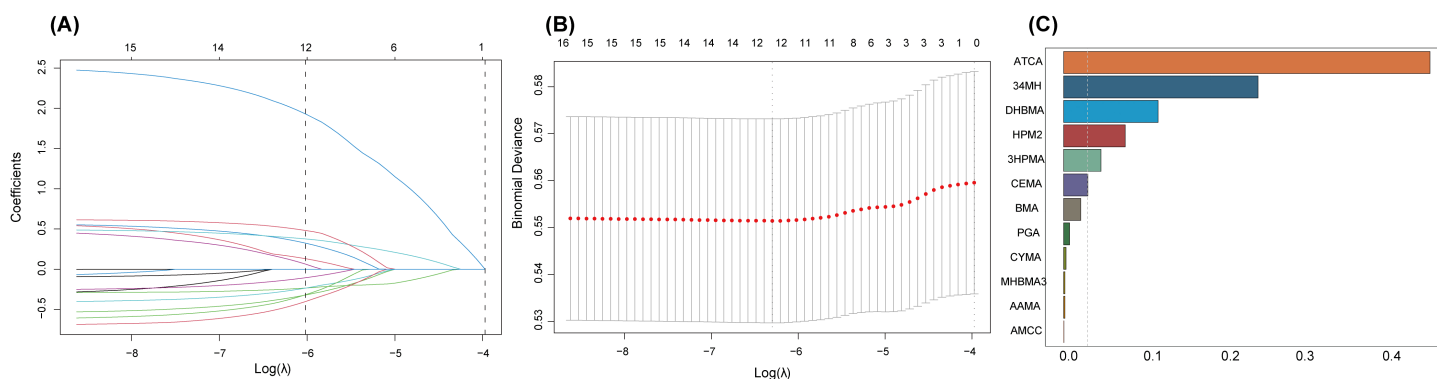 (A)
15 14 12 6 1
2.5
2.0
1.5
1.0
0.5
0.0
−0.5
Coefficients
−8 −7 −6 −5 −4
Log(λ)
(B)
16 15 15 15 15 14 14 14 12 12 11 11 8 6 3 3 3 1 0
0.58
0.57
0.56
0.55
0.54
0.53
Binomial Deviance
−8 −7 −6 −5 −4
Log(λ)
(C)
ATCA
34MH
DHBMA
HPM2
3HPMA
CEMA
BMA
PGA
CYMA
MHBMA3
AAMA
AMCC
0.0 0.1 0.2 0.3 0.4